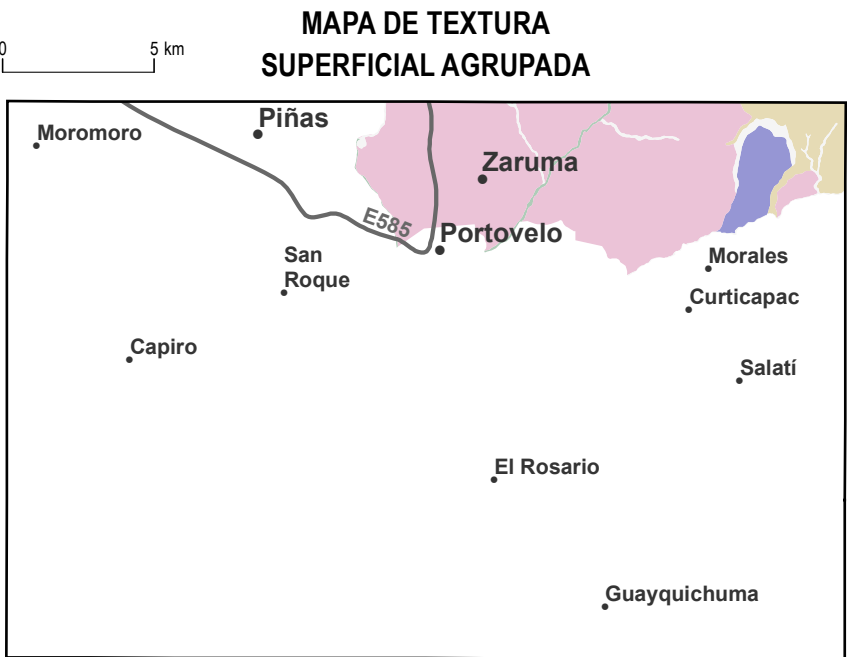 MAPA DE TEXTURA
SUPERFICIAL AGRUPADA
0 5 km
Moromoro
Piñas
Zaruma
E585
Portovelo
San
Roque
Morales
Curticapac
Capiro
Salatí
El Rosario
Guayquichuma